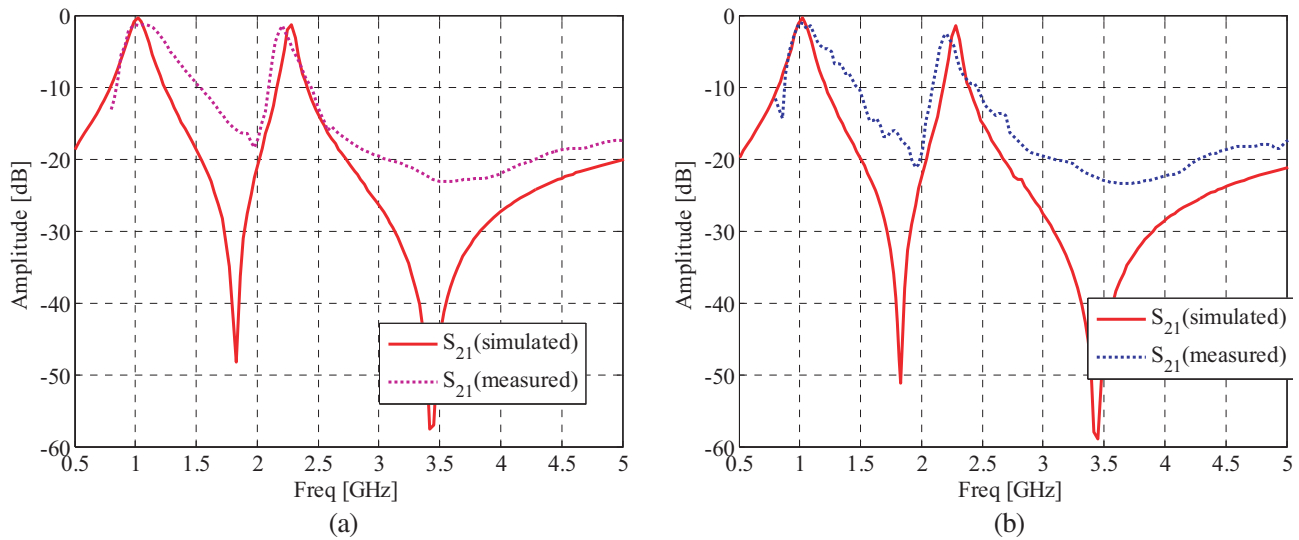 0
-10
-20
-30
-40
-50
-60
Amplitude [dB]
0.5 1 1.5 2 2.5 3 3.5 4 4.5 5
Freq [GHz]
S21(simulated)
S21(measured)
(a)
0
-10
-20
-30
-40
-50
-60
Amplitude [dB]
0.5 1 1.5 2 2.5 3 3.5 4 4.5 5
Freq [GHz]
S21(simulated)
S21(measured)
(b)